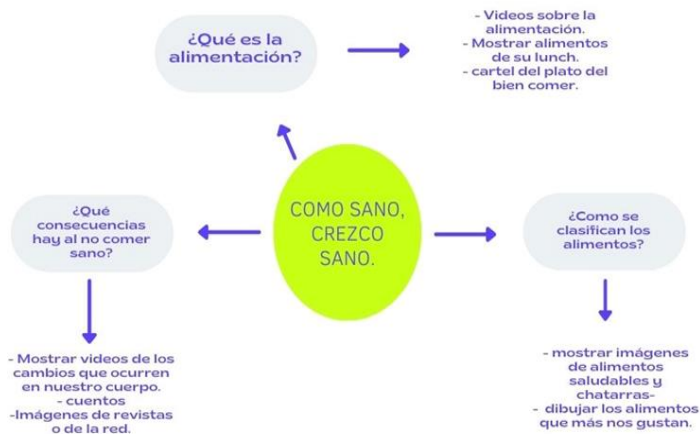 ¿Qué es la
alimentación?
- Videos sobre la
alimentación.
- Mostrar alimentos
de su lunch.
- cartel del plato del
bien comer.
COMO SANO,
CREZCO
SANO.
¿Qué
consecuencias
hay al no comer
sano?
- Mostrar videos de los
cambios que ocurren
en nuestro cuerpo.
- cuentos
-Imágenes de revistas
o de la red.
¿Como se
clasifican los
alimentos?
- mostrar imágenes
de alimentos
saludables y
chatarras-
- dibujar los alimentos
que más nos gustan.